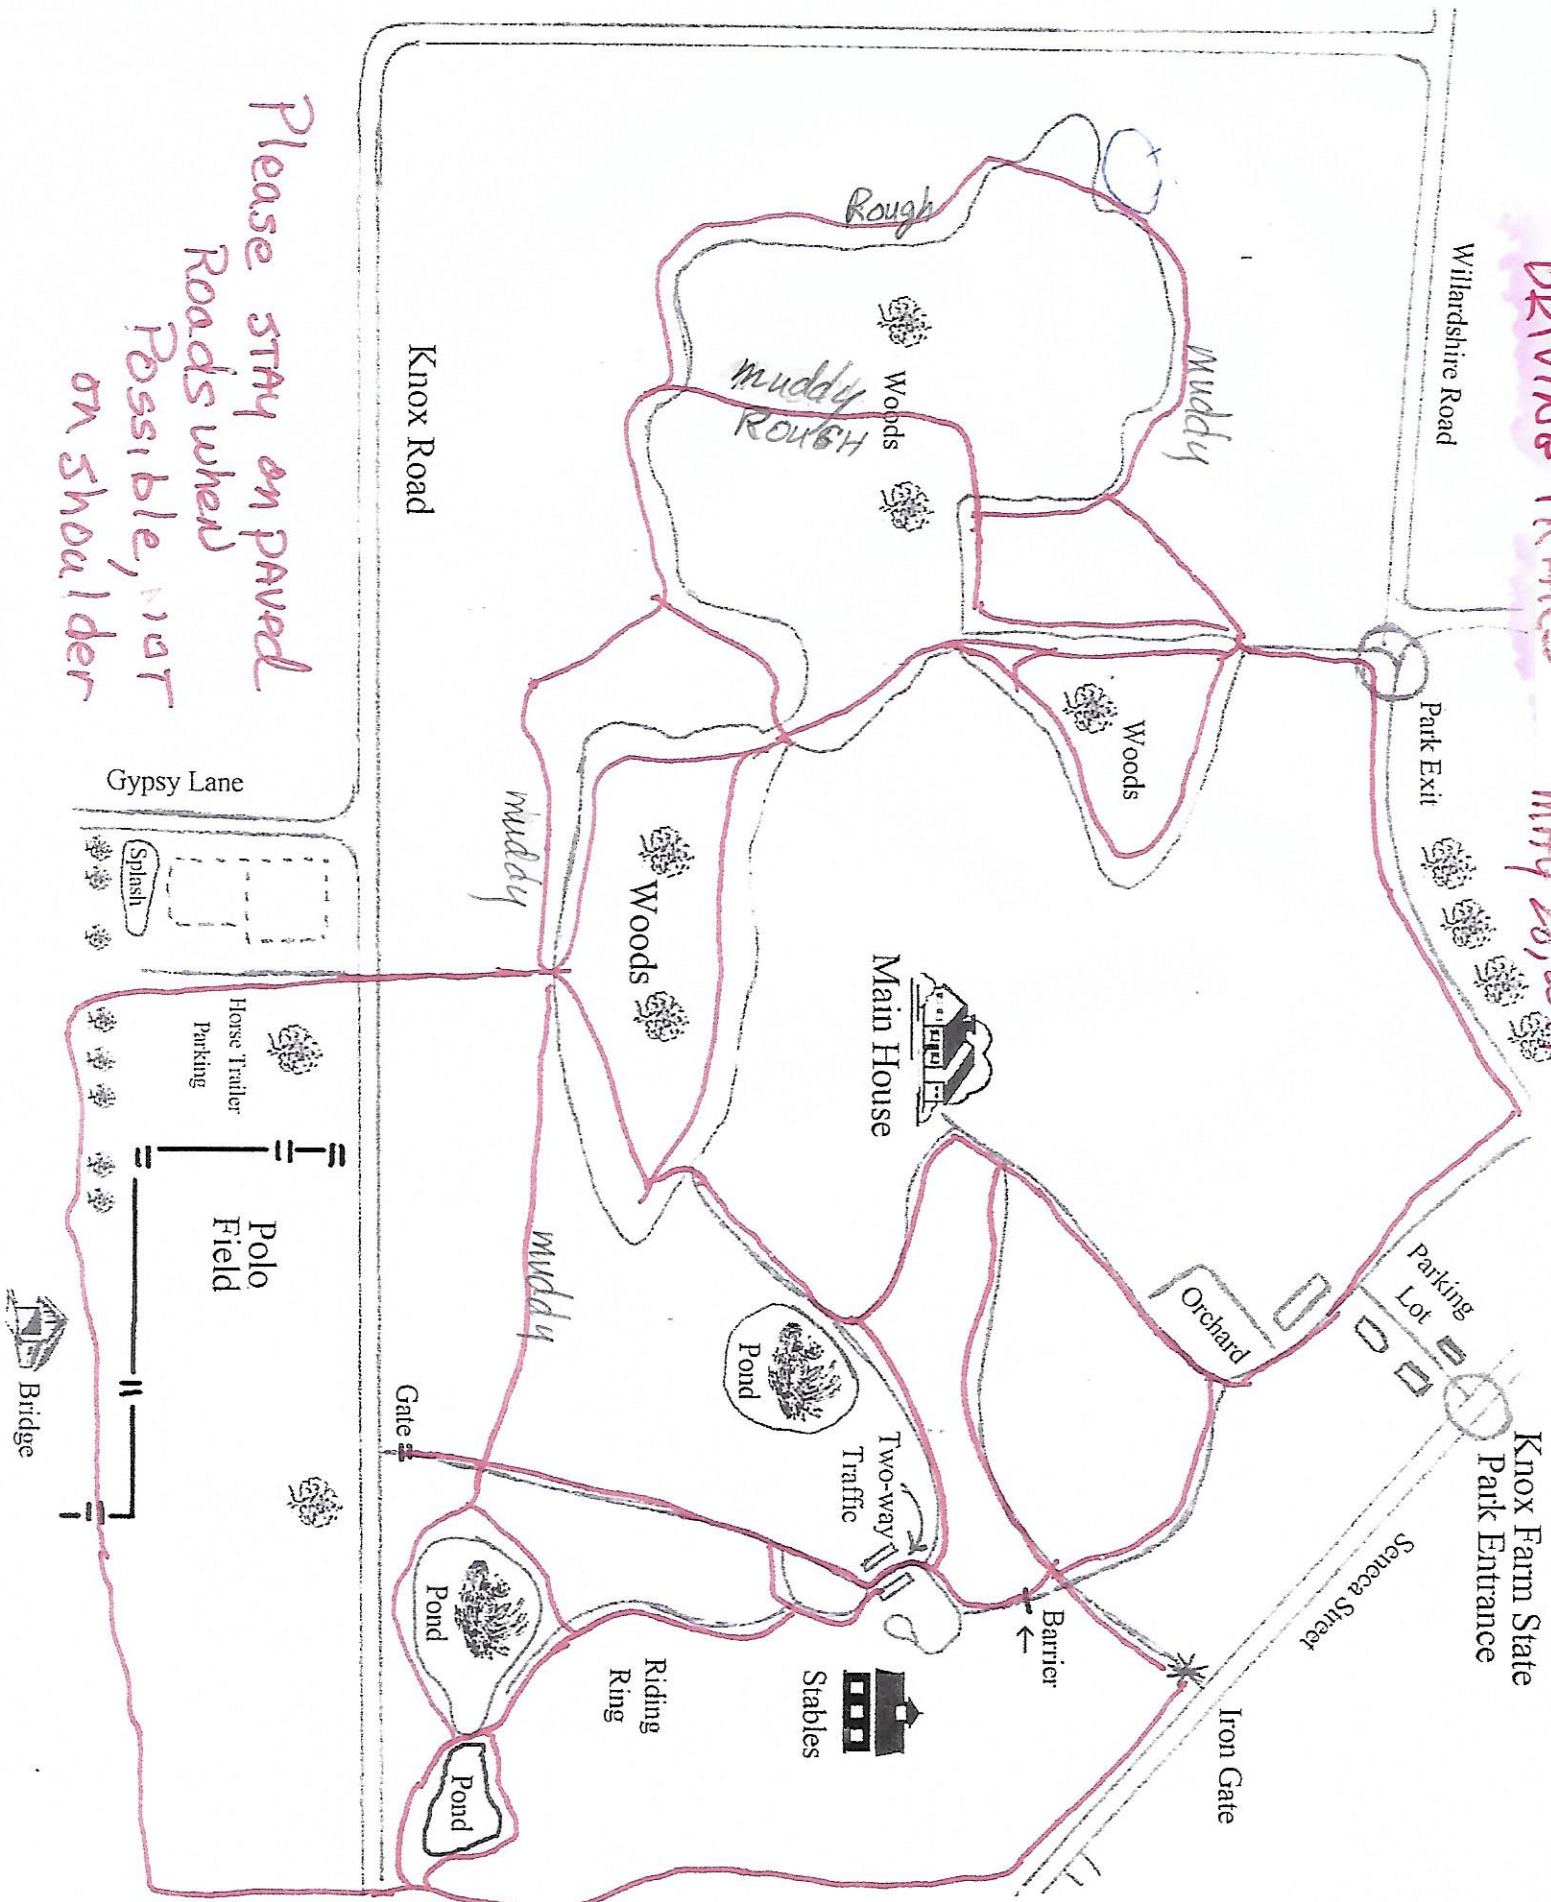 DRIVING TRAILS
Willardshire Road
Park Exit
Knox Farm State
Park Entrance
Parking
Lot
Seneca Street
Iron Gate
Orchard
Barrier
Woods
muddy
Rough
Woods
muddy
ROUGH
Main House
Two-way
Traffic
Stables
Pond
Woods
Riding
Ring
muddy
muddy
Pond
Pond
Gate
Knox Road
Polo
Field
Horse Trailer
Parking
Splash
Gypsy Lane
Bridge
Please STAY on PAVED
Roads when
Possible, NOT
on shoulder